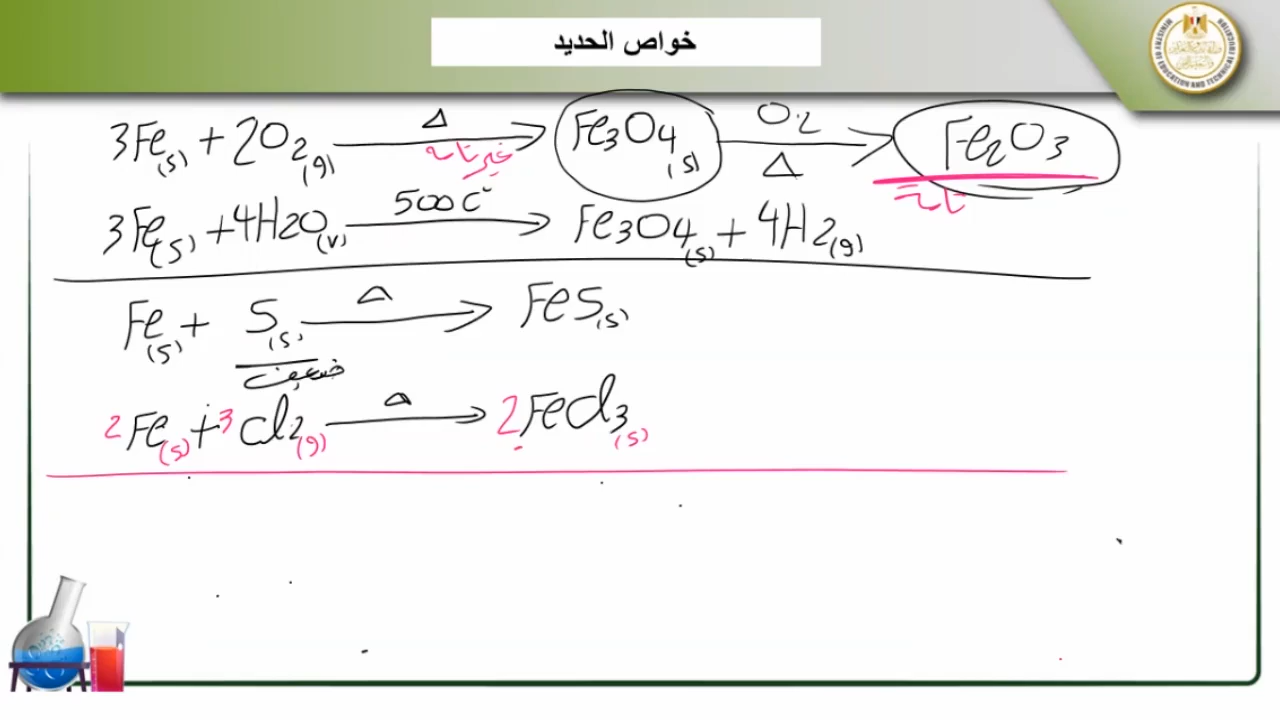 خواص الحديد
3Fe(s) + 2O2(g) —Δ→ Fe3O4(s) —O2 Δ→ Fe2O3
غير تامة تامة
3Fe(s) + 4H2O(v) —500 C°→ Fe3O4(s) + 4H2(g)
Fe(s) + S(s) —Δ→ FeS(s)
ضعيف
2Fe(s) + 3Cl2(g) —Δ→ 2FeCl3(s)